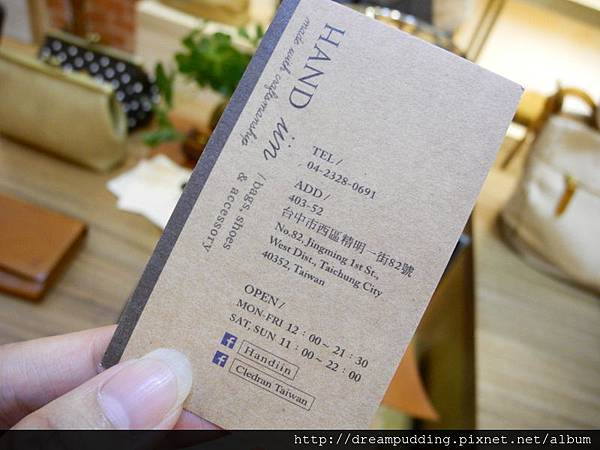 HAND iin
made with craftsmanship
/ bags, shoes
& accessory
TEL /
04-2328-0691
ADD /
403-52
台中市西區精明一街82號
No.82, Jingming 1st St.,
West Dist., Taichung City
40352, Taiwan
OPEN /
MON-FRI 12:00~21:30
SAT, SUN 11:00~22:00
f Handiin
f Cledran Taiwan
http://dreampudding.pixnet.net/album